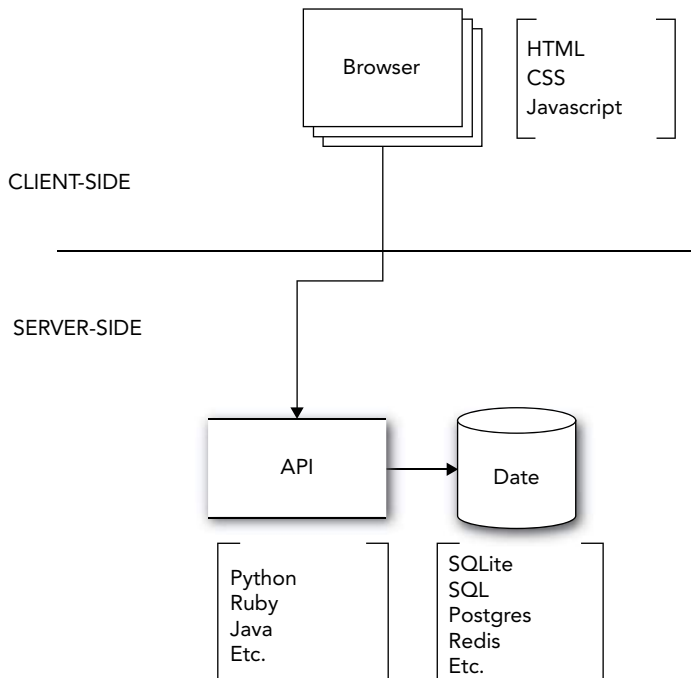 Browser
HTML
CSS
Javascript
CLIENT-SIDE
SERVER-SIDE
API
Date
Python
Ruby
Java
Etc.
SQLite
SQL
Postgres
Redis
Etc.